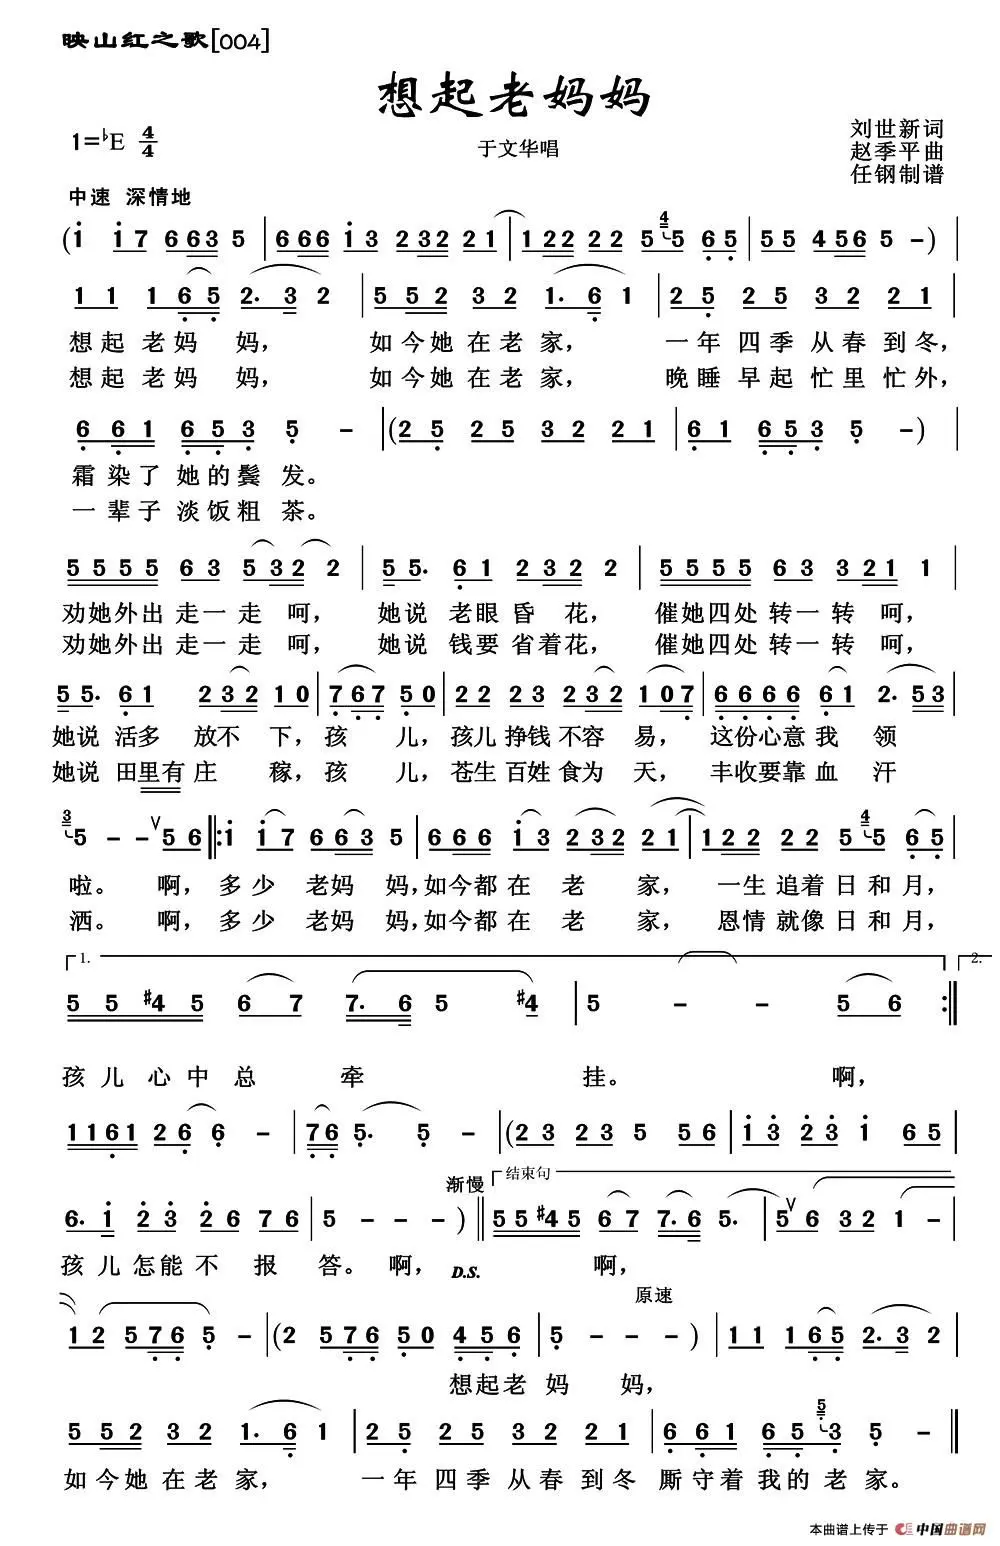 映山红之歌[004]
想起老妈妈
1=♭E 4/4
于文华唱
刘世新词
赵季平曲
任钢制谱
中速 深情地
(i i7 663 5 | 666 i3 232 21 | 122 22 5 45 65 | 55 456 5 -) |
11 165 2. 3 2 | 552 32 1. 6 1 | 25 25 32 21 |
想起 老妈 妈， 如今她 在老 家， 一年 四季 从春 到冬，
想起 老妈 妈， 如今她 在老 家， 晚睡 早起 忙里 忙外，
661 653 5 - | (25 25 32 21 | 61 653 5 -) |
霜染了 她的鬓 发。
一辈子 淡饭粗 茶。
5555 63 532 2 | 55. 61 232 2 | 5555 63 321 1 |
劝她外出 走一走 呵， 她说 老眼 昏 花， 催她四处 转一转 呵，
劝她外出 走一走 呵， 她说 钱要 省着花， 催她四处 转一转 呵，
55. 61 232 10 | 767 50 | 22 23 232 107 | 6666 61 2. 53 |
她说 活多 放不 下， 孩 儿， 孩儿 挣钱 不容 易， 这份心意 我 领
她说 田里有 庄 稼， 孩 儿， 苍生 百姓 食为 天， 丰收要靠 血 汗
35 - - ∨56 |: i i7 663 5 | 666 i3 232 21 | 122 22 5 45 65 |
啦。 啊， 多少 老妈 妈，如今都 在 老 家， 一生 追着 日和月，
洒。 啊， 多少 老妈 妈，如今都 在 老 家， 恩情 就像 日和月，
1. 2.
55#45 67 7. 6 5 #4 | 5 - - 56 :|
孩儿心中总 牵 挂。 啊，
1161 266 - | 76 5. 5 - | (23 23 5 56 | i3 23 i 65 |
渐慢 结束句
6. i 23 26 76 | 5 - - -) || 55#45 67 7. 6 5. | 5∨6 32 1 - |
孩儿怎能不 报 答。 啊， D.S. 啊，
原速
12 576 5 - | (2 576 50 456 | 5 - - -) | 11 165 2. 3 2 |
想起老 妈 妈，
552 32 1. 6 1 | 25 25 32 21 | 661 65 53 5 - ||
如今她 在老 家， 一年 四季 从春 到冬 厮守着 我的老 家。
本曲谱上传于 中国曲谱网